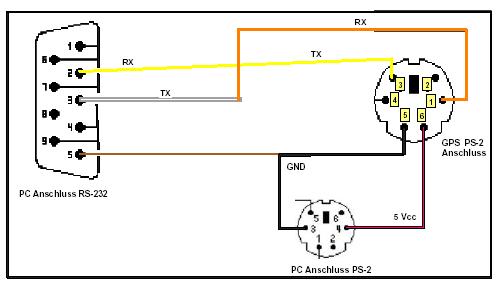 RX
TX
RX
TX
1
6
2
7
3
8
4
9
5
3
2
4
1
5
6
GPS PS-2
Anschluss
PC Anschluss RS-232
GND
5 Vcc
5
6
3
4
1
2
PC Anschluss PS-2